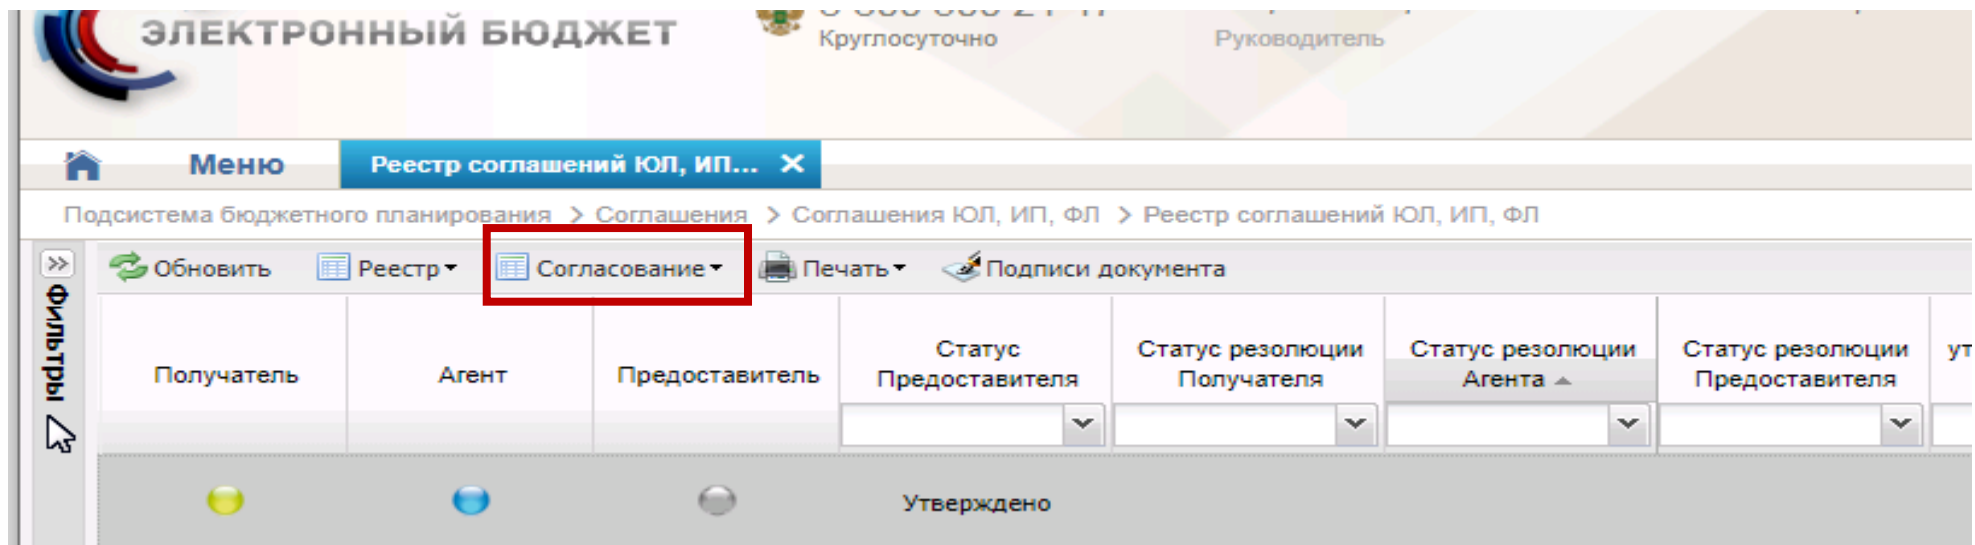 ЭЛЕКТРОННЫЙ БЮДЖЕТ
Круглосуточно
Руководитель
Меню
Реестр соглашений ЮЛ, ИП...
Подсистема бюджетного планирования > Соглашения > Соглашения ЮЛ, ИП, ФЛ > Реестр соглашений ЮЛ, ИП, ФЛ
Обновить Реестр Согласование Печать Подписи документа
Фильтры
Получатель
Агент
Предоставитель
Статус
Предоставителя
Статус резолюции
Получателя
Статус резолюции
Агента
Статус резолюции
Предоставителя
Утверждено